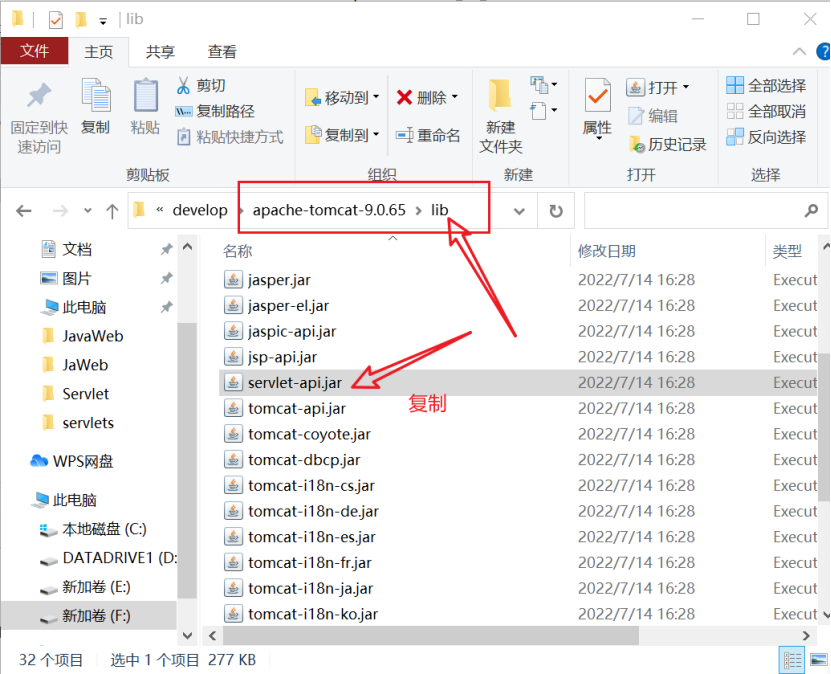 lib
文件 主页 共享 查看
固定到快速访问
复制
粘贴
剪切
复制路径
粘贴快捷方式
剪贴板
移动到
复制到
删除
重命名
组织
新建
文件夹
新建
属性
打开
编辑
历史记录
打开
全部选择
全部取消
反向选择
选择
« develop › apache-tomcat-9.0.65 › lib
文档
图片
此电脑
JavaWeb
JaWeb
Servlet
servlets
WPS网盘
此电脑
本地磁盘 (C:)
DATADRIVE1 (D:
新加卷 (E:)
新加卷 (F:)
名称 修改日期 类型
jasper.jar 2022/7/14 16:28 Execut
jasper-el.jar 2022/7/14 16:28 Execut
jaspic-api.jar 2022/7/14 16:28 Execut
jsp-api.jar 2022/7/14 16:28 Execut
servlet-api.jar 2022/7/14 16:28 Execut
复制
tomcat-api.jar 2022/7/14 16:28 Execut
tomcat-coyote.jar 2022/7/14 16:28 Execut
tomcat-dbcp.jar 2022/7/14 16:28 Execut
tomcat-i18n-cs.jar 2022/7/14 16:28 Execut
tomcat-i18n-de.jar 2022/7/14 16:28 Execut
tomcat-i18n-es.jar 2022/7/14 16:28 Execut
tomcat-i18n-fr.jar 2022/7/14 16:28 Execut
tomcat-i18n-ja.jar 2022/7/14 16:28 Execut
tomcat-i18n-ko.jar 2022/7/14 16:28 Execut
32 个项目 选中 1 个项目 277 KB